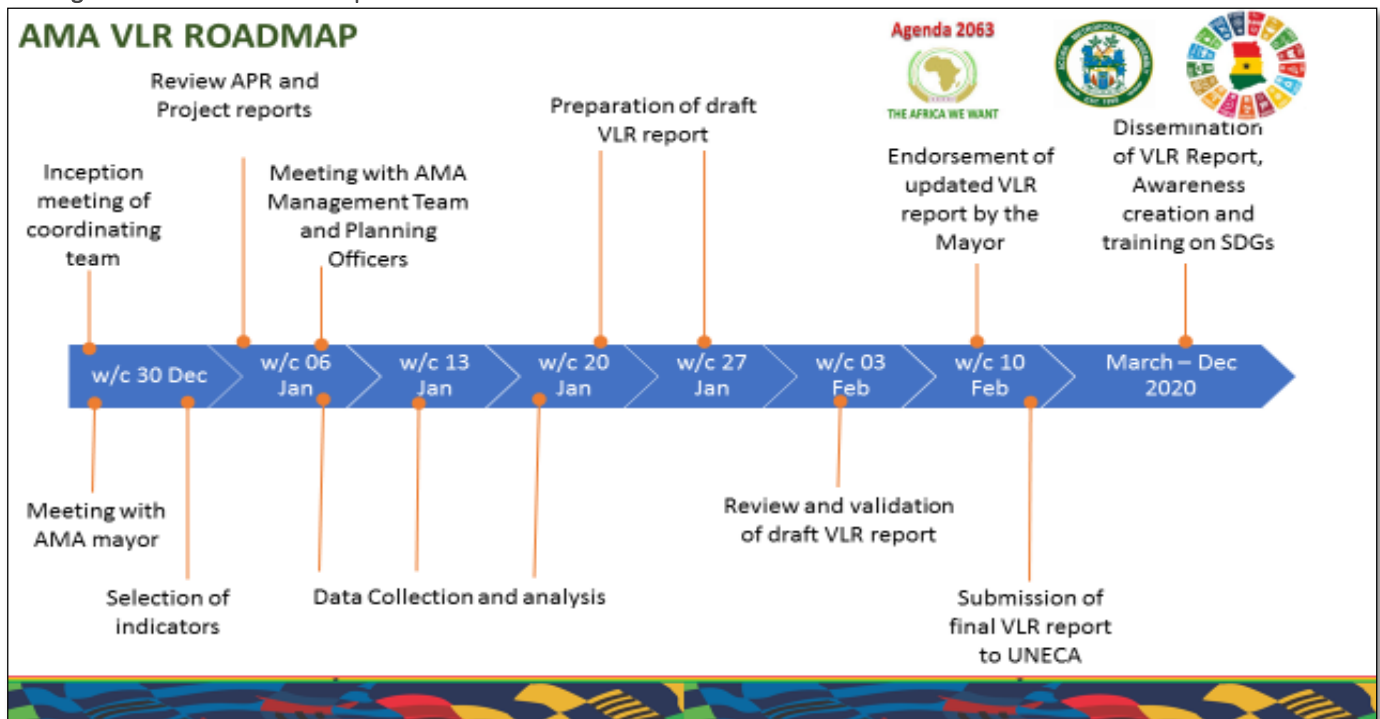 AMA VLR ROADMAP
Agenda 2063
THE AFRICA WE WANT
ACCRA METROPOLITAN ASSEMBLY
Review APR and
Project reports
Preparation of draft
VLR report
Inception
meeting of
coordinating
team
Meeting with AMA
Management Team
and Planning
Officers
Endorsement of
updated VLR
report by the
Mayor
Dissemination
of VLR Report,
Awareness
creation and
training on SDGs
w/c 30 Dec
w/c 06
Jan
w/c 13
Jan
w/c 20
Jan
w/c 27
Jan
w/c 03
Feb
w/c 10
Feb
March – Dec
2020
Meeting with
AMA mayor
Selection of
indicators
Data Collection and analysis
Review and validation
of draft VLR report
Submission of
final VLR report
to UNECA